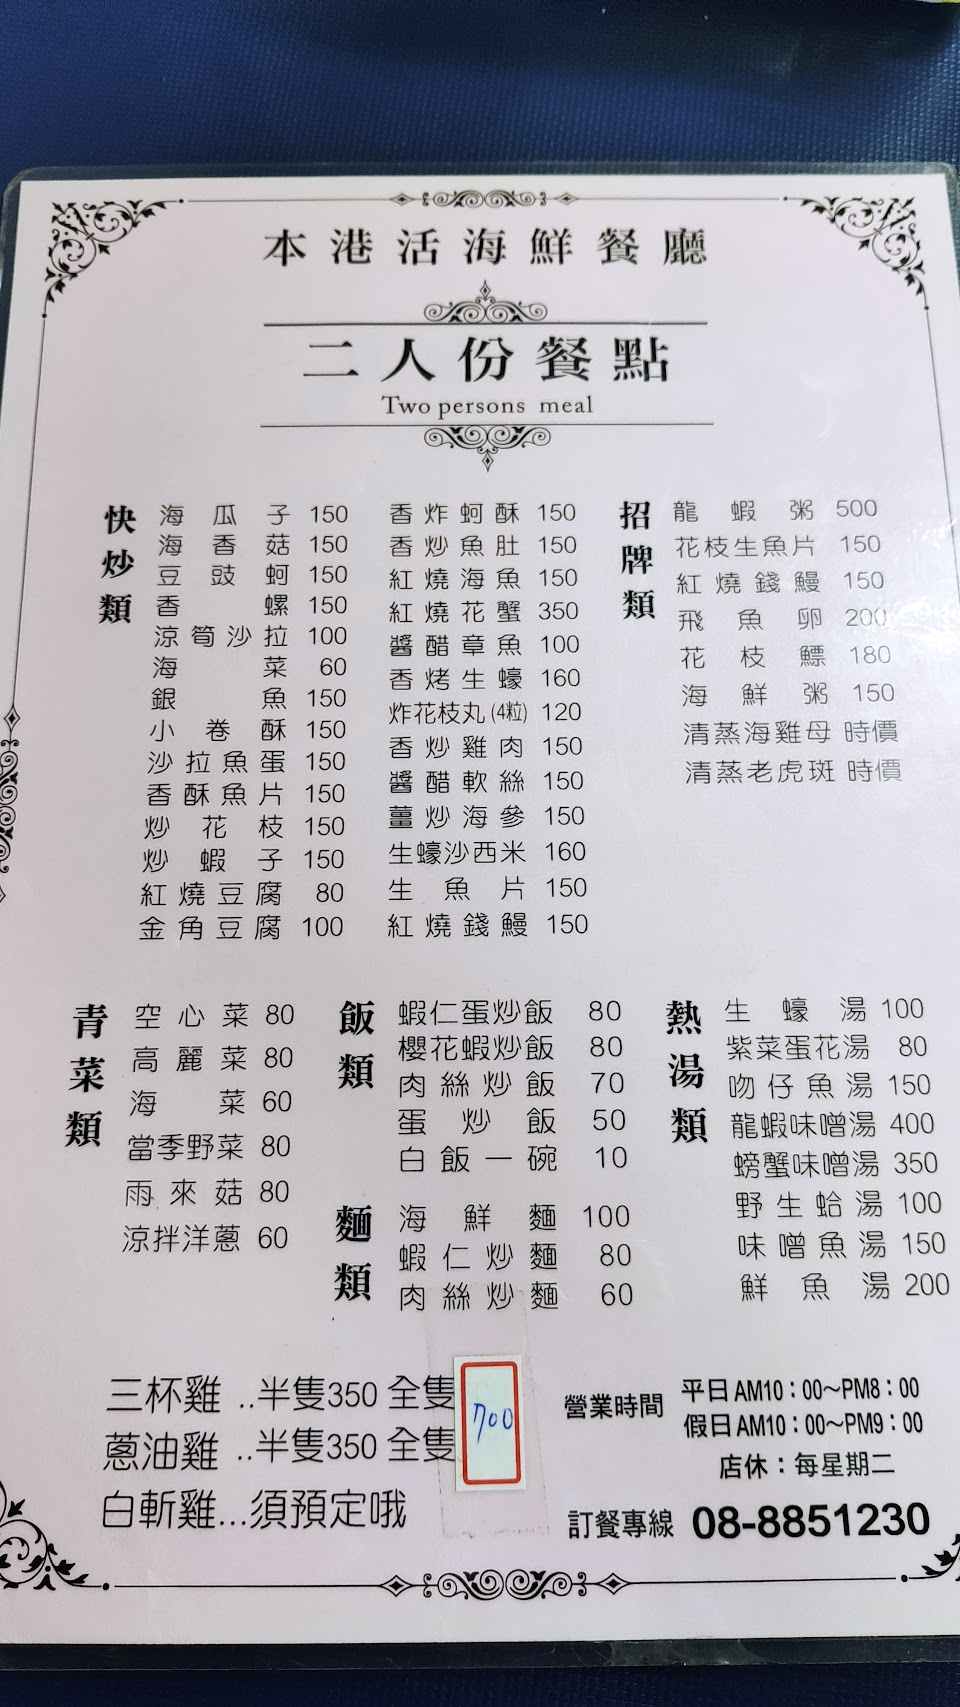 本港活海鮮餐廳
二人份餐點
Two persons meal
快炒類
海瓜子 150
海香菇 150
豆豉蚵 150
香螺 150
涼筍沙拉 100
海菜 60
銀魚 150
小卷酥 150
沙拉魚蛋 150
香酥魚片 150
炒花枝 150
炒蝦子 150
紅燒豆腐 80
金角豆腐 100
香炸蚵酥 150
香炒魚肚 150
紅燒海魚 150
紅燒花蟹 350
醬醋章魚 100
香烤生蠔 160
炸花枝丸(4粒) 120
香炒雞肉 150
醬醋軟絲 150
薑炒海參 150
生蠔沙西米 160
生魚片 150
紅燒錢鰻 150
招牌類
龍蝦粥 500
花枝生魚片 150
紅燒錢鰻 150
飛魚卵 200
花枝鰾 180
海鮮粥 150
清蒸海雞母 時價
清蒸老虎斑 時價
青菜類
空心菜 80
高麗菜 80
海菜 60
當季野菜 80
雨來菇 80
涼拌洋蔥 60
飯類
蝦仁蛋炒飯 80
櫻花蝦炒飯 80
肉絲炒飯 70
蛋炒飯 50
白飯一碗 10
麵類
海鮮麵 100
蝦仁炒麵 80
肉絲炒麵 60
熱湯類
生蠔湯 100
紫菜蛋花湯 80
吻仔魚湯 150
龍蝦味噌湯 400
螃蟹味噌湯 350
野生蛤湯 100
味噌魚湯 150
鮮魚湯 200
三杯雞 ..半隻350 全隻
蔥油雞 ..半隻350 全隻
700
白斬雞...須預定哦
營業時間
平日AM10：00～PM8：00
假日AM10：00～PM9：00
店休：每星期二
訂餐專線 08-8851230